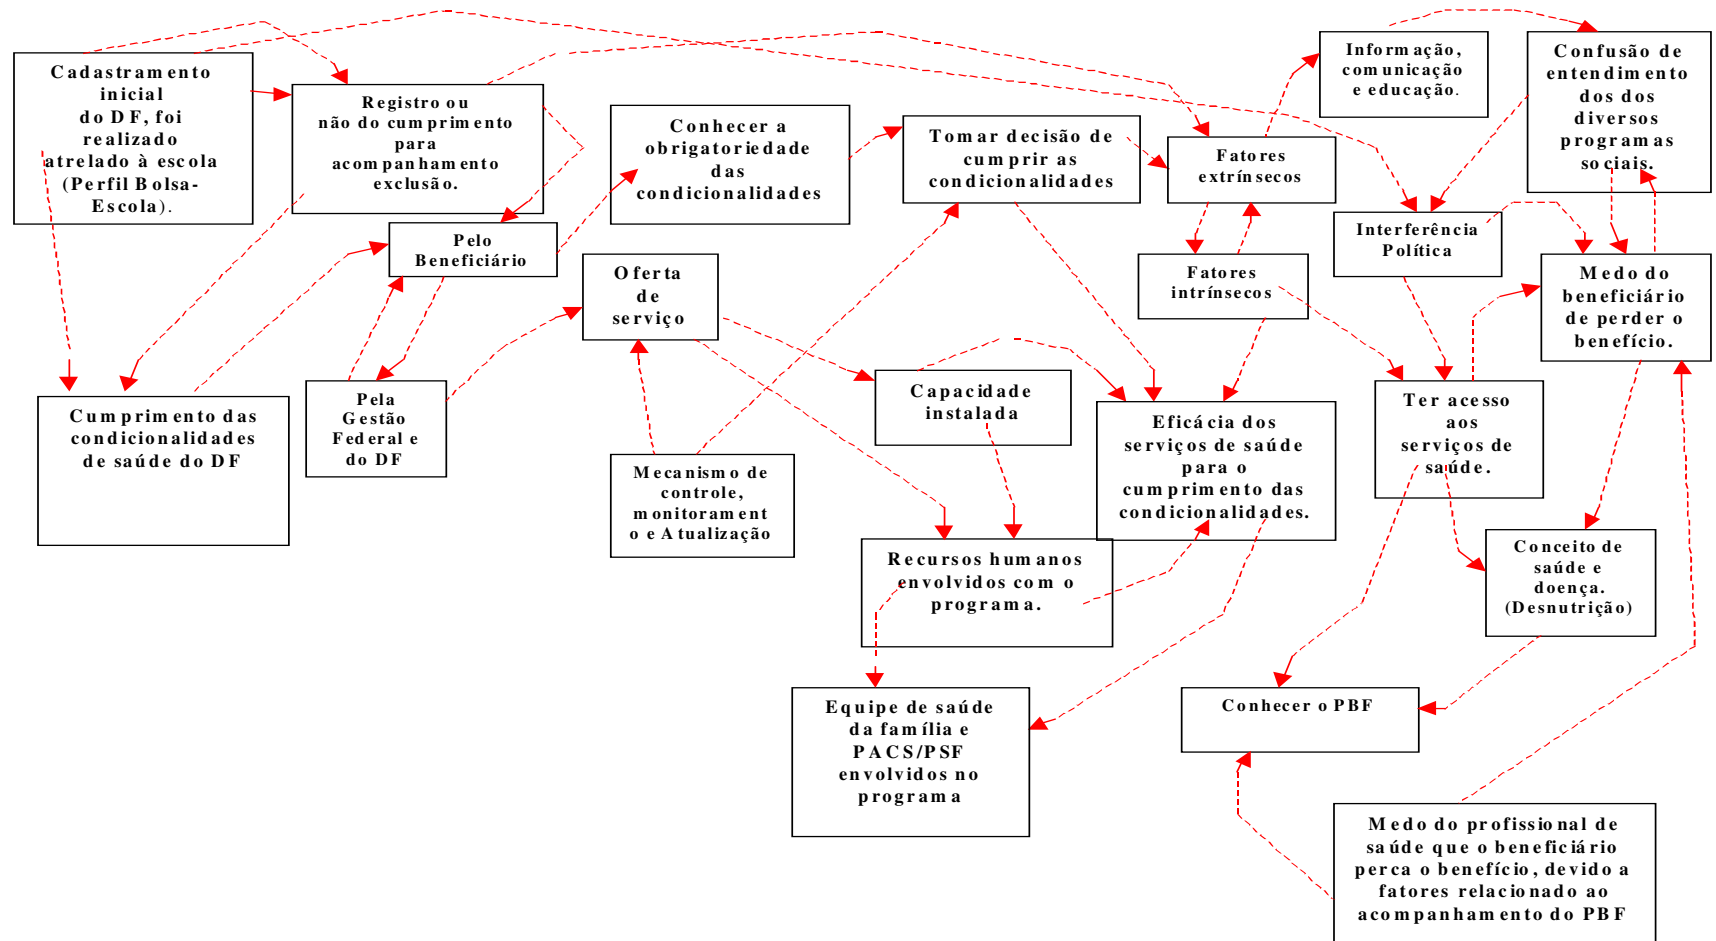 Cadastramento
inicial
do DF, foi
realizado
atrelado à escola
(Perfil Bolsa-
Escola).
Registro ou
não do cumprimento
para
acompanhamento
exclusão.
Conhecer a
obrigatoriedade
das
condicionalidades
Tomar decisão de
cumprir as
condicionalidades
Fatores
extrínsecos
Informação,
comunicação
e educação.
Confusão de
entendimento
dos dos
diversos
programas
sociais.
Pelo
Beneficiário
Oferta
de
serviço
Fatores
intrínsecos
Interferência
Política
Medo do
beneficiário
de perder o
benefício.
Cumprimento das
condicionalidades
de saúde do DF
Pela
Gestão
Federal e
do DF
Mecanismo de
controle,
monitorament
o e Atualização
Capacidade
instalada
Eficácia dos
serviços de saúde
para o
cumprimento das
condicionalidades.
Ter acesso
aos
serviços de
saúde.
Recursos humanos
envolvidos com o
programa.
Conceito de
saúde e
doença.
(Desnutrição)
Equipe de saúde
da família e
PACS/PSF
envolvidos no
programa
Conhecer o PBF
Medo do profissional de
saúde que o beneficiário
perca o benefício, devido a
fatores relacionado ao
acompanhamento do PBF